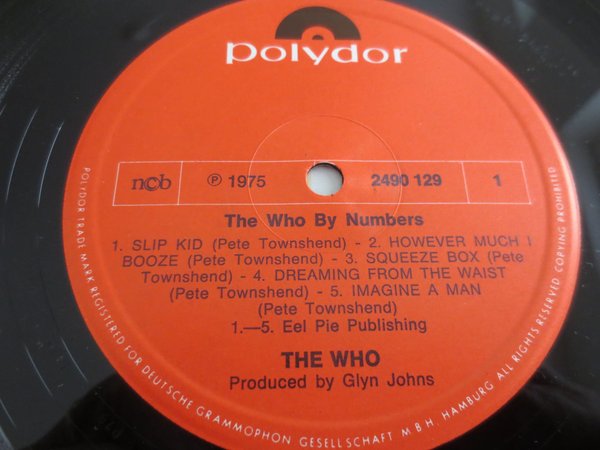 polydor
ncb ℗ 1975 2490 129 1
The Who By Numbers
1. SLIP KID (Pete Townshend) - 2. HOWEVER MUCH I
BOOZE (Pete Townshend) - 3. SQUEEZE BOX (Pete
Townshend) - 4. DREAMING FROM THE WAIST
(Pete Townshend) - 5. IMAGINE A MAN
(Pete Townshend)
1.—5. Eel Pie Publishing
THE WHO
Produced by Glyn Johns
POLYDOR TRADE MARK REGISTERED FOR DEUTSCHE GRAMMOPHON GESELLSCHAFT M B H. HAMBURG ALL RIGHTS RESERVED. COPYING PROHIBITED